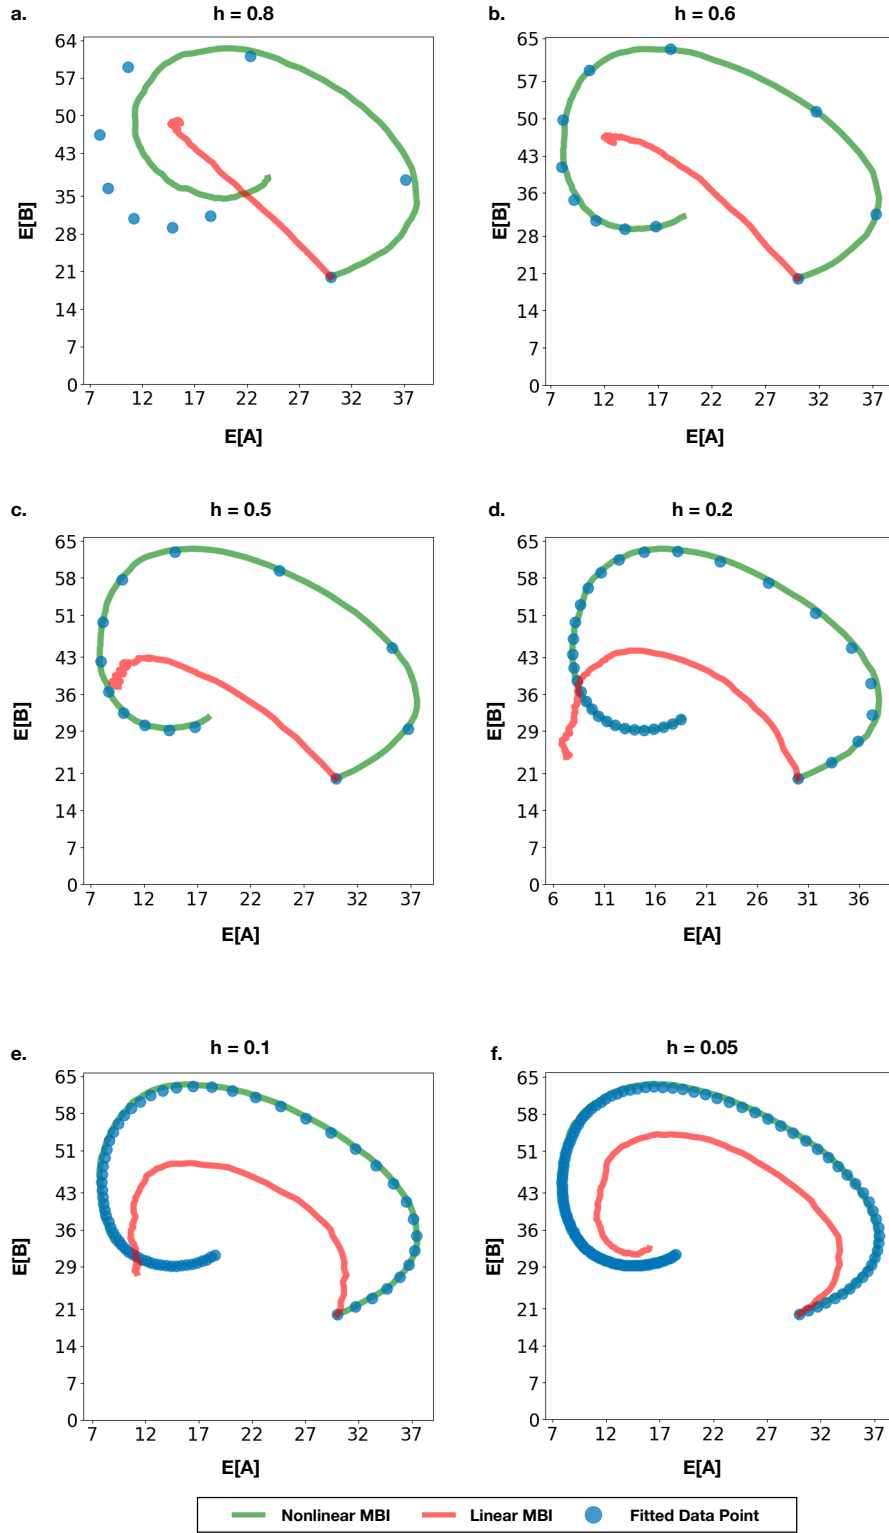 a.
h = 0.8
64
57
50
43
35
28
21
14
7
0
E[B]
7 12 17 22 27 32 37
E[A]
b.
h = 0.6
65
57
50
43
36
28
21
14
7
0
E[B]
7 12 17 22 27 32 37
E[A]
c.
h = 0.5
65
58
51
43
36
29
21
14
7
0
E[B]
7 12 17 22 27 32 37
E[A]
d.
h = 0.2
65
58
51
43
36
29
21
14
7
0
E[B]
6 11 16 21 26 31 36
E[A]
e.
h = 0.1
65
58
51
43
36
29
21
14
7
0
E[B]
7 12 17 22 27 32 37
E[A]
f.
h = 0.05
65
58
51
43
36
29
21
14
7
0
E[B]
7 12 17 22 27 32 37
E[A]
Nonlinear MBI Linear MBI Fitted Data Point